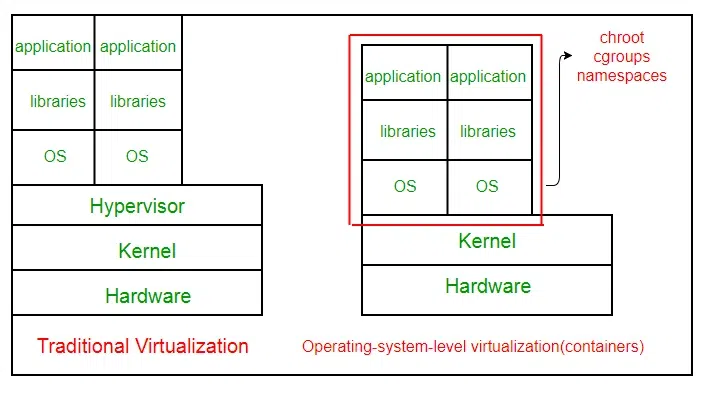 application application
libraries libraries
OS OS
Hypervisor
Kernel
Hardware
Traditional Virtualization
application application
libraries libraries
OS OS
Kernel
Hardware
Operating-system-level virtualization(containers)
chroot
cgroups
namespaces